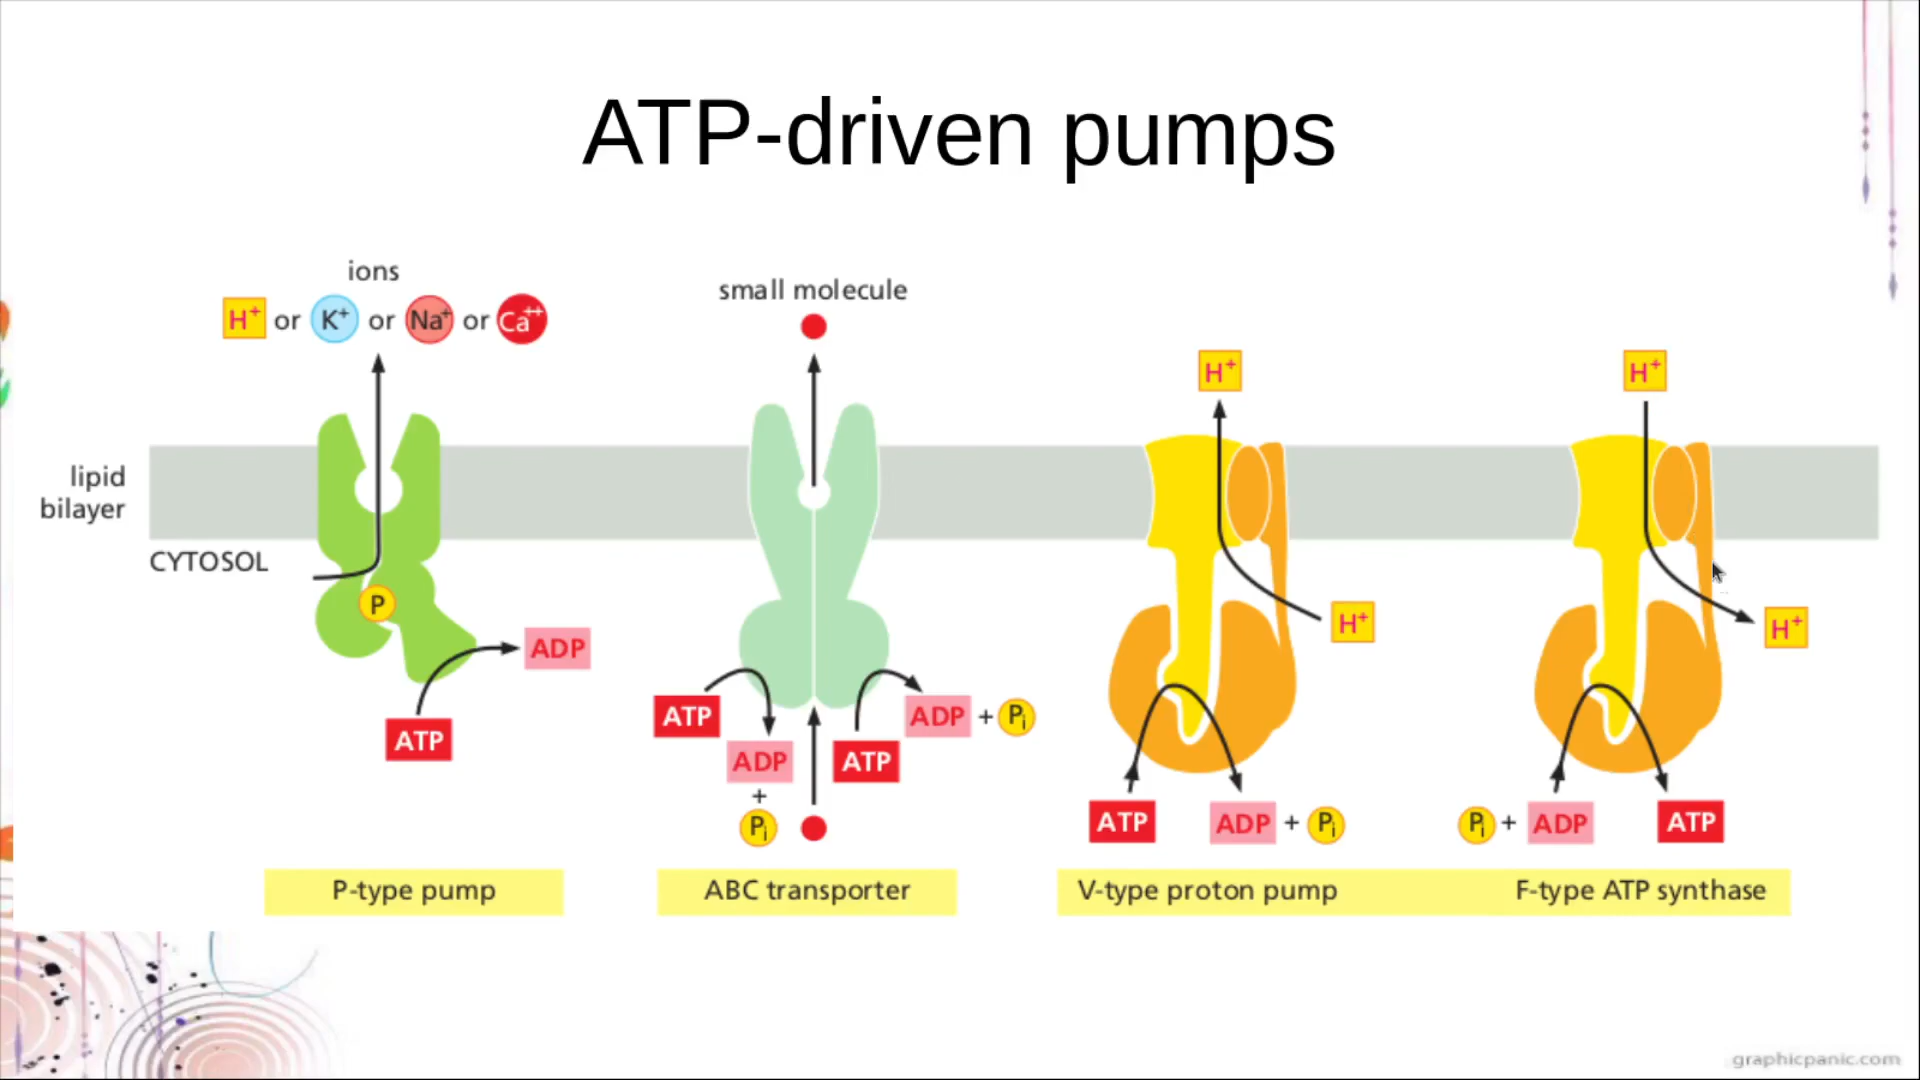 ATP-driven pumps
ions
H+ or K+ or Na+ or Ca++
small molecule
H+
H+
lipid
bilayer
CYTOSOL
P
H+
H+
ADP
ATP
ATP
ADP + Pi
ADP
+
Pi
ATP
ATP
ADP + Pi
Pi + ADP
ATP
P-type pump
ABC transporter
V-type proton pump
F-type ATP synthase
graphicpanic.com